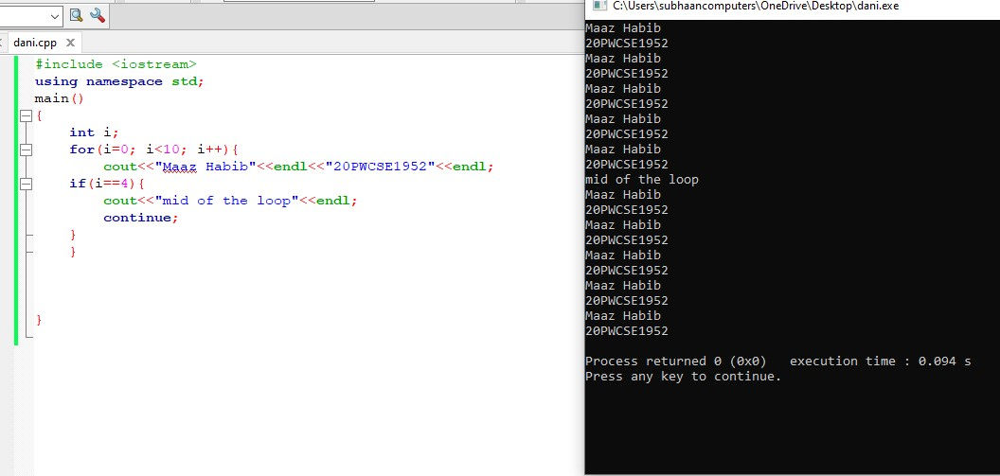 C:\Users\subhaancomputers\OneDrive\Desktop\dani.exe
dani.cpp X
#include <iostream>
using namespace std;
main()
{
int i;
for(i=0; i<10; i++){
cout<<"Maaz Habib"<<endl<<"20PWCSE1952"<<endl;
if(i==4){
cout<<"mid of the loop"<<endl;
continue;
}
}
}
Maaz Habib
20PWCSE1952
Maaz Habib
20PWCSE1952
Maaz Habib
20PWCSE1952
Maaz Habib
20PWCSE1952
Maaz Habib
20PWCSE1952
mid of the loop
Maaz Habib
20PWCSE1952
Maaz Habib
20PWCSE1952
Maaz Habib
20PWCSE1952
Maaz Habib
20PWCSE1952
Maaz Habib
20PWCSE1952
Process returned 0 (0x0)   execution time : 0.094 s
Press any key to continue.